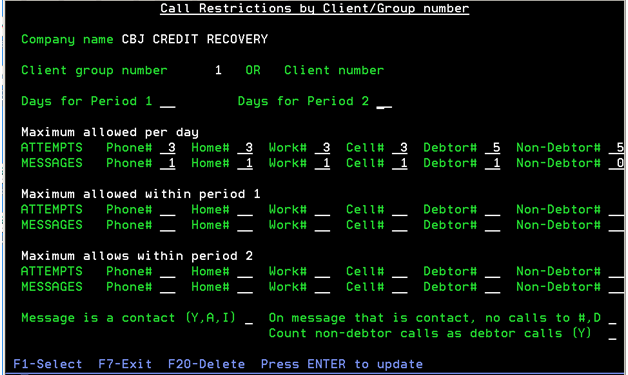 Call Restrictions by Client/Group number
Company name CBJ CREDIT RECOVERY
Client group number 1 OR Client number
Days for Period 1 __ Days for Period 2 __
Maximum allowed per day
ATTEMPTS Phone# 3 Home# 3 Work# 3 Cell# 3 Debtor# 5 Non-Debtor# 5
MESSAGES Phone# 1 Home# 1 Work# 1 Cell# 1 Debtor# 1 Non-Debtor# 0
Maximum allowed within period 1
ATTEMPTS Phone# __ Home# __ Work# __ Cell# __ Debtor# __ Non-Debtor# __
MESSAGES Phone# __ Home# __ Work# __ Cell# __ Debtor# __ Non-Debtor# __
Maximum allows within period 2
ATTEMPTS Phone# __ Home# __ Work# __ Cell# __ Debtor# __ Non-Debtor# __
MESSAGES Phone# __ Home# __ Work# __ Cell# __ Debtor# __ Non-Debtor# __
Message is a contact (Y,A,I) _ On message that is contact, no calls to #,D _
Count non-debtor calls as debtor calls (Y) _
F1-Select F7-Exit F20-Delete Press ENTER to update